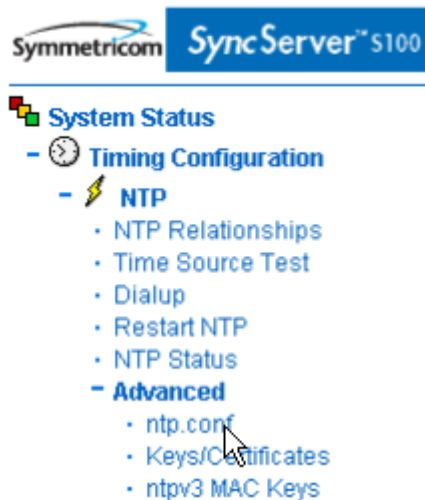 Symmetricom SyncServer™ S100
System Status
- Timing Configuration
- NTP
· NTP Relationships
· Time Source Test
· Dialup
· Restart NTP
· NTP Status
- Advanced
· ntp.conf
· Keys/Certificates
· ntpv3 MAC Keys